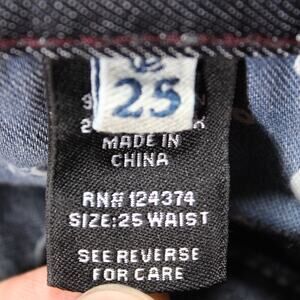 25
MADE IN
CHINA
RN# 124374
SIZE:25 WAIST
SEE REVERSE
FOR CARE